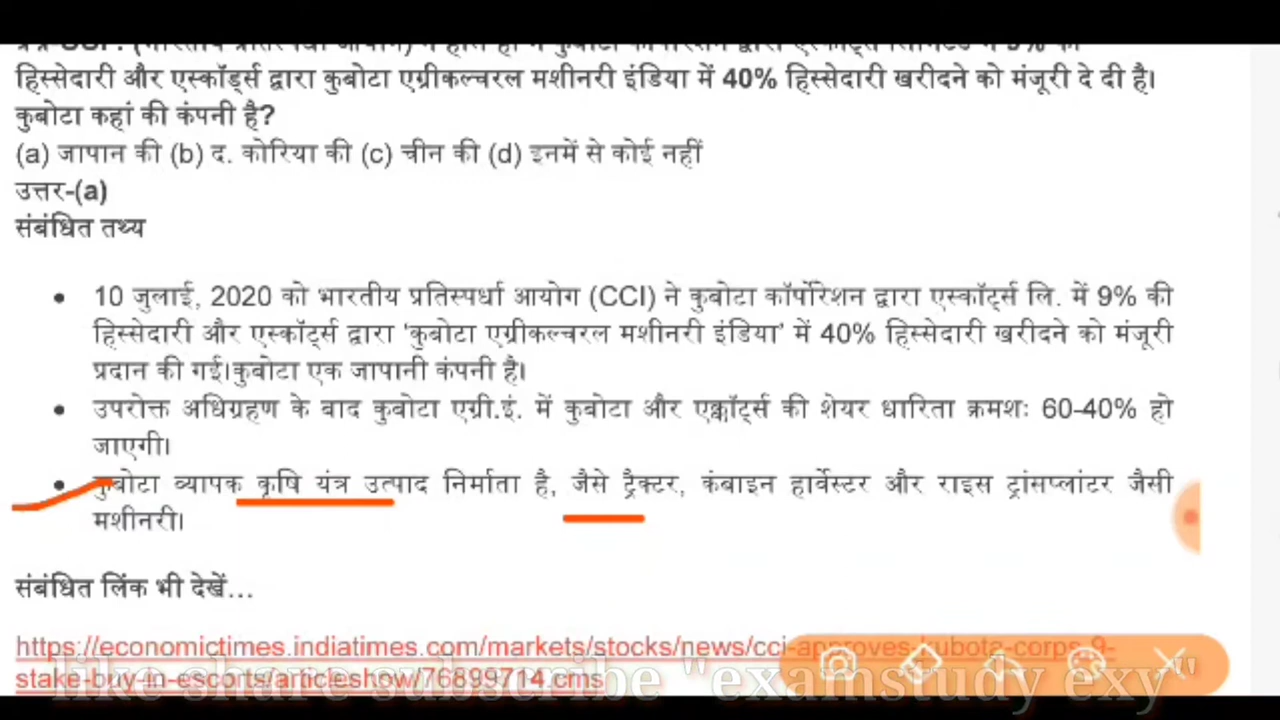 हिस्सेदारी और एस्कॉर्ड्स द्वारा कुबोटा एग्रीकल्चरल मशीनरी इंडिया में 40% हिस्सेदारी खरीदने को मंजूरी दे दी है।
कुबोटा कहां की कंपनी है?
(a) जापान की (b) द. कोरिया की (c) चीन की (d) इनमें से कोई नहीं
उत्तर-(a)
संबंधित तथ्य
• 10 जुलाई, 2020 को भारतीय प्रतिस्पर्धा आयोग (CCI) ने कुबोटा कॉर्पोरेशन द्वारा एस्कॉर्ट्स लि. में 9% की
हिस्सेदारी और एस्कॉर्ट्स द्वारा ‘कुबोटा एग्रीकल्चरल मशीनरी इंडिया’ में 40% हिस्सेदारी खरीदने को मंजूरी
प्रदान की गई।कुबोटा एक जापानी कंपनी है।
• उपरोक्त अधिग्रहण के बाद कुबोटा एग्री.इं. में कुबोटा और एक्कॉर्ट्स की शेयर धारिता क्रमशः 60-40% हो
जाएगी।
• कुबोटा व्यापक कृषि यंत्र उत्पाद निर्माता है, जैसे ट्रैक्टर, कंबाइन हार्वेस्टर और राइस ट्रांसप्लांटर जैसी
मशीनरी।
संबंधित लिंक भी देखें…
https://economictimes.indiatimes.com/markets/stocks/news/cci-approves-kubota-corps-9-
stake-buy-in-escorts/articleshow/76899714.cms
like share subscribe "examstudy exy"